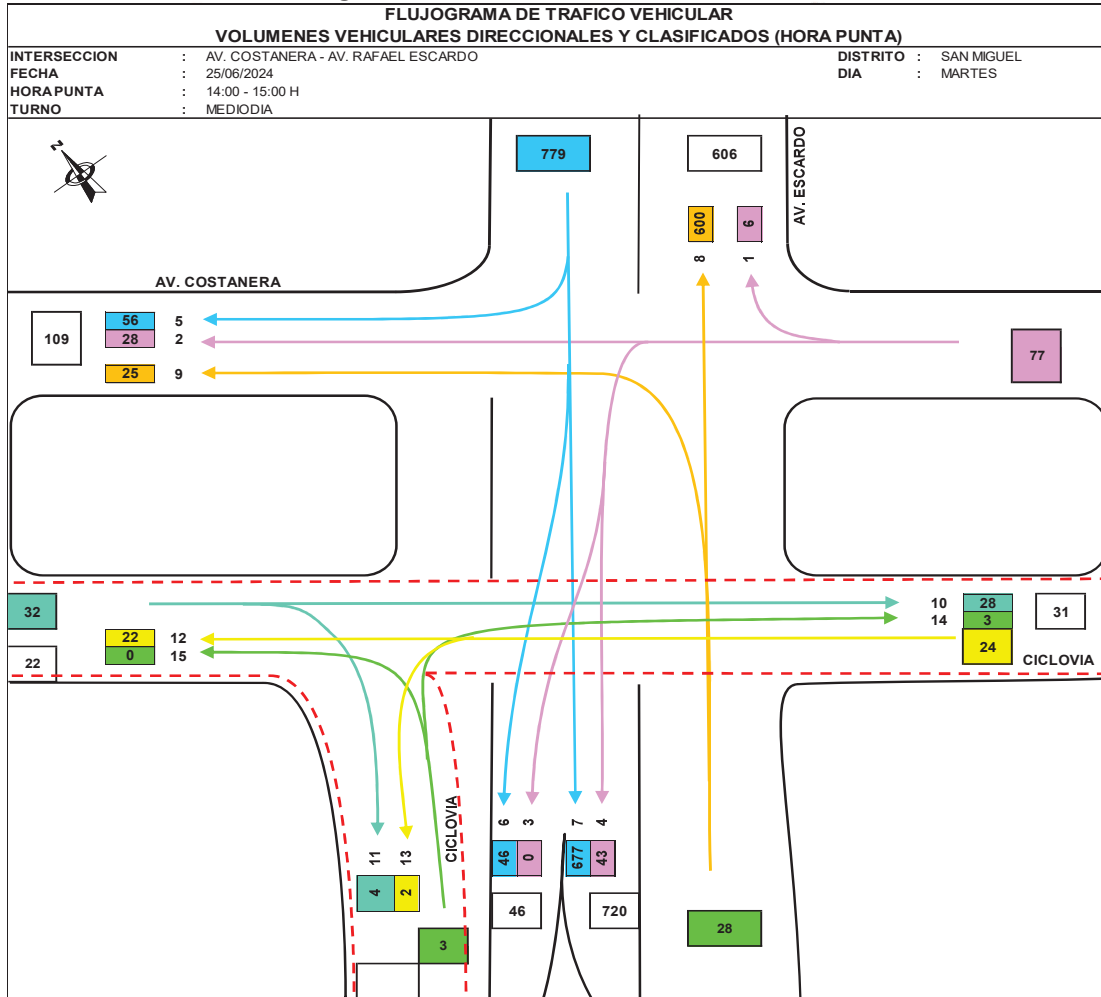 FLUJOGRAMA DE TRAFICO VEHICULAR
VOLUMENES VEHICULARES DIRECCIONALES Y CLASIFICADOS (HORA PUNTA)
INTERSECCION : AV. COSTANERA - AV. RAFAEL ESCARDO DISTRITO : SAN MIGUEL
FECHA : 25/06/2024 DIA : MARTES
HORA PUNTA : 14:00 - 15:00 H
TURNO : MEDIODIA
N
779
606
AV. ESCARDO
600 6
8 1
AV. COSTANERA
109
56 5
28 2
25 9
77
32
10 28
14 3
31
22 12
0 15
22
24
CICLOVIA
CICLOVIA
6 3 7 4
46 0 677 43
11 13
4 2
46 720
28
3